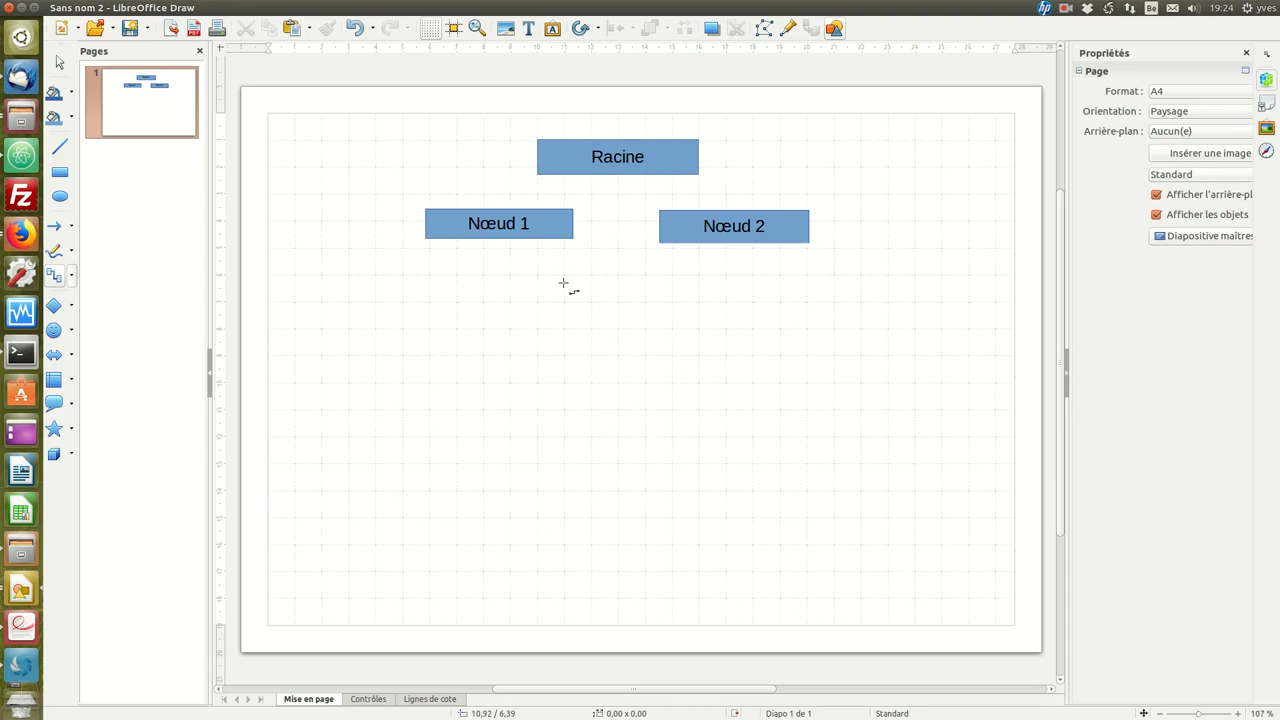 Sans nom 2 - LibreOffice Draw
Be
19:24
Yves
Pages
1
Racine
Nœud 1
Nœud 2
Propriétés
Page
Format :
A4
Orientation :
Paysage
Arrière-plan :
Aucun(e)
Insérer une image
Standard
Afficher l'arrière-pl
Afficher les objets
Diapositive maîtres
Mise en page
Contrôles
Lignes de cote
10,92 / 6,39
0,00 x 0,00
Diapo 1 de 1
Standard
107 %